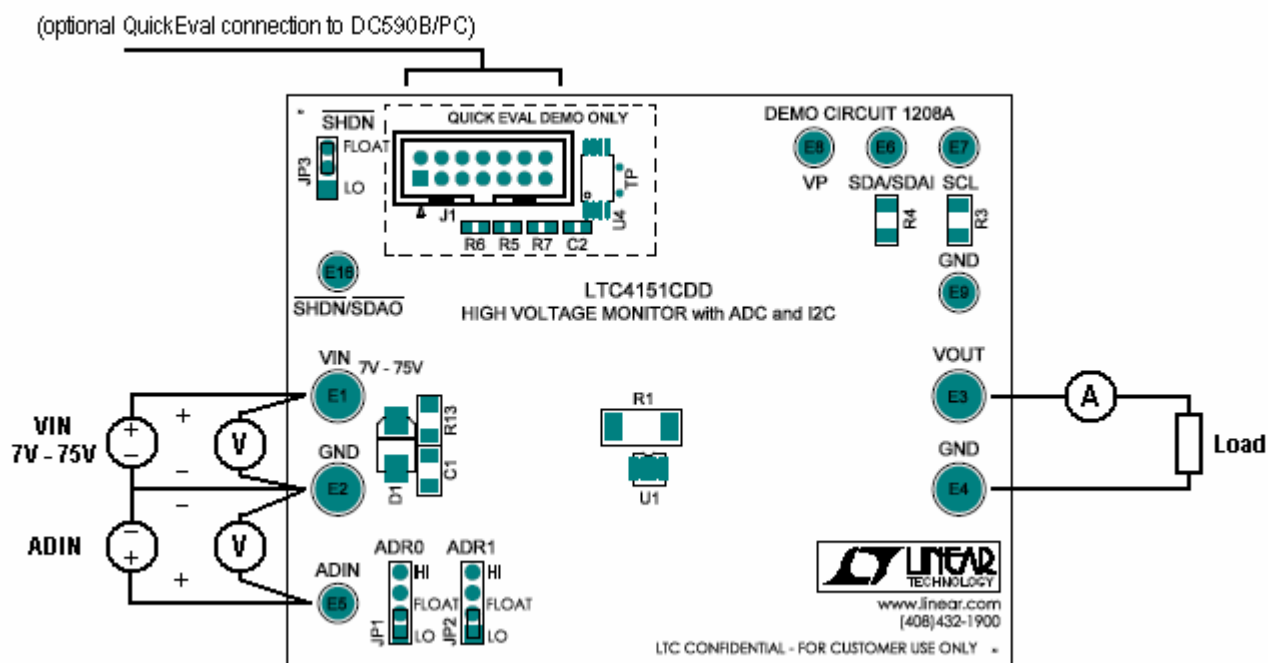 (optional QuickEval connection to DC590B/PC)
SHDN
FLOAT
JP3
LO
QUICK EVAL DEMO ONLY
J1
TP
U4
R6
R5
R7
C2
DEMO CIRCUIT 1208A
E8
E6
E7
VP
SDA/SDAI
SCL
R4
R3
GND
E9
E16
SHDN/SDAO
LTC4151CDD
HIGH VOLTAGE MONITOR with ADC and I2C
VIN
7V - 75V
E1
GND
E2
D1
R13
C1
R1
U1
VOUT
E3
GND
E4
A
Load
VIN
7V - 75V
+
-
+
-
V
ADIN
-
+
-
+
V
ADIN
E5
ADR0
HI
FLOAT
LO
JP1
ADR1
HI
FLOAT
LO
JP2
LINEAR
TECHNOLOGY
www.linear.com
(408)432-1900
LTC CONFIDENTIAL - FOR CUSTOMER USE ONLY